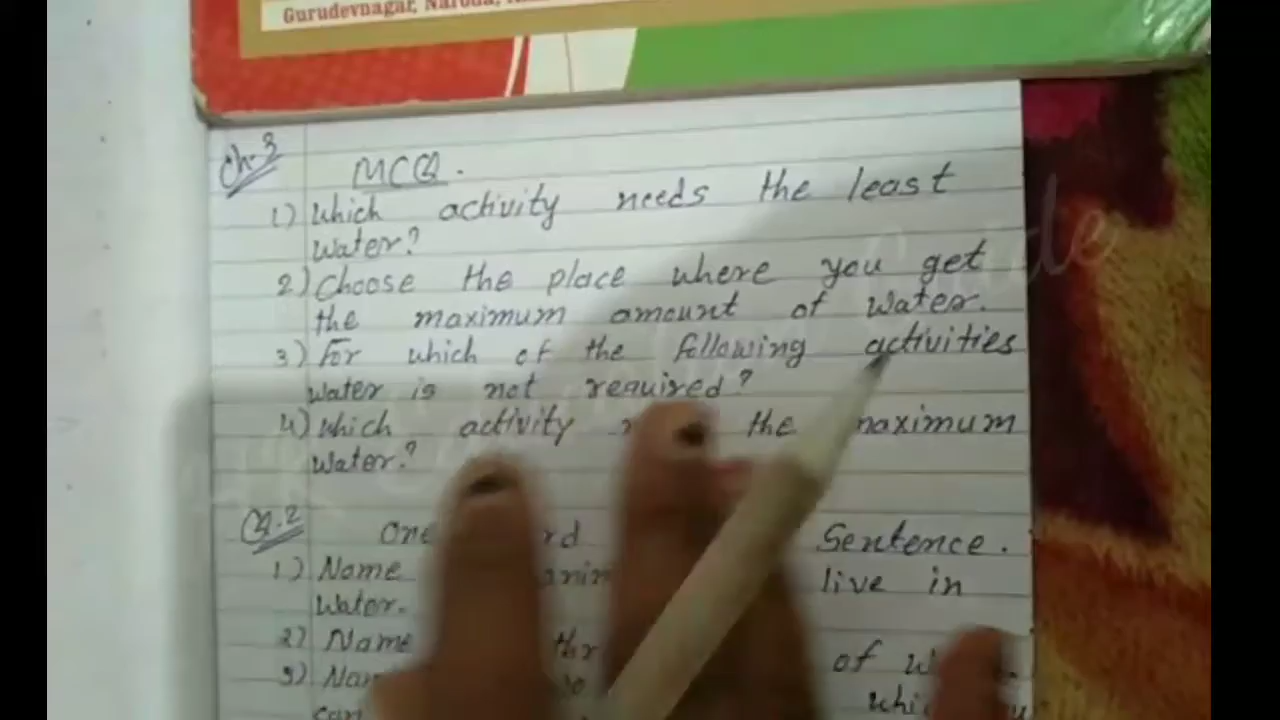 Gurudevnagar, Naroda,
Ch-3
MCQ.
1) Which activity needs the least
water?
2) Choose the place where you get
the maximum amount of water.
3) For which of the following activities
water is not required?
4) Which activity the maximum
water?
Q.2 Sentence.
1) Name live in
water.
2) Name of
3)